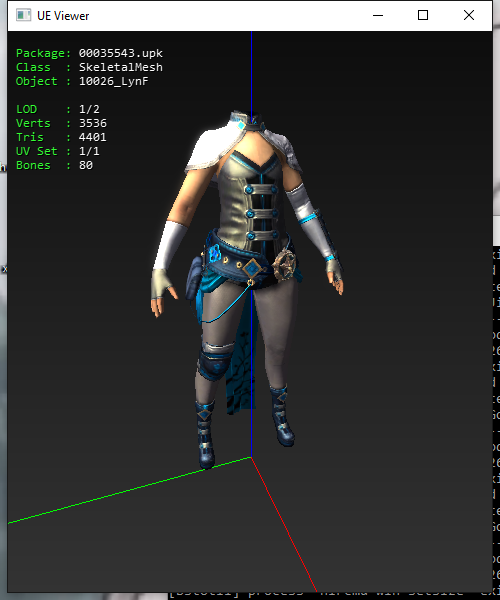 UE Viewer
Package: 00035543.upk
Class : SkeletalMesh
Object : 10026_LynF
LOD : 1/2
Verts : 3536
Tris : 4401
UV Set : 1/1
Bones : 80